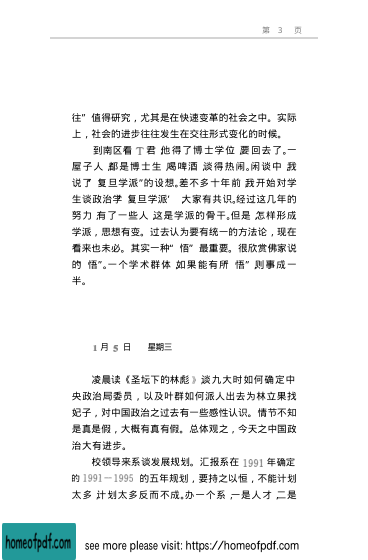 第 3 页
往”值得研究，尤其是在快速变革的社会之中。实际
上，社会的进步往往发生在交往形式变化的时候。
到南区看 T 君 他得了博士学位 要回去了。一
屋子人 都是博士生 喝啤酒 谈得热闹。闲谈中 我
说了“复旦学派”的设想。差不多十年前 我开始对学
生谈政治学“复旦学派’ 大家有共识。经过这几年的
努力 有了一些人 这是学派的骨干。但是 怎样形成
学派，思想有变。过去认为要有统一的方法论，现在
看来也未必。其实一种“悟”最重要。很欣赏佛家说
的“悟”。一个学术群体 如果能有所“悟” 则事成一
半。
1 月 5 日 星期三
凌晨读《圣坛下的林彪》谈九大时如何确定中
央政治局委员，以及叶群如何派人出去为林立果找
妃子，对中国政治之过去有一些感性认识。情节不知
是真是假，大概有真有假。总体观之，今天之中国政
治大有进步。
校领导来系谈发展规划。汇报系在 1991 年确定
的 1991－1995 的五年规划，要持之以恒，不能计划
太多 计划太多反而不成。办一个系 一是人才 二是
homeofpdf.com
see more please visit: https://homeofpdf.com